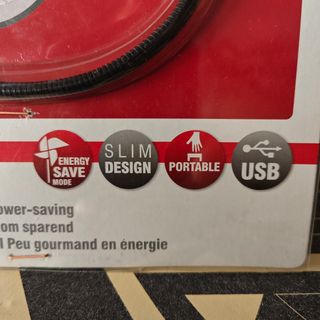 ENERGY
SAVE
MODE
SLIM
DESIGN
PORTABLE
USB
ower-saving
om sparend
Peu gourmand en énergie